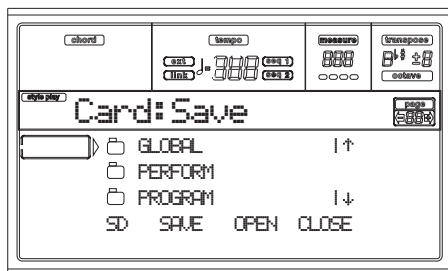 chord tempo measure transpose
ext seq 1
link seq 2
octave
style play
Card:Save
page
GLOBAL I↑
PERFORM
PROGRAM I↓
SD SAVE OPEN CLOSE